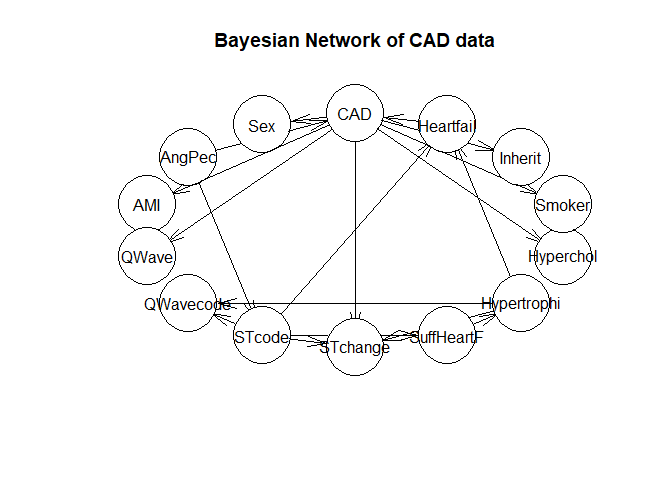 Bayesian Network of CAD data
CAD
Sex
Heartfail
AngPec
Inherit
AMI
Smoker
QWave
Hyperchol
QWavecode
Hypertrophi
STcode
STchange
SuffHeartF